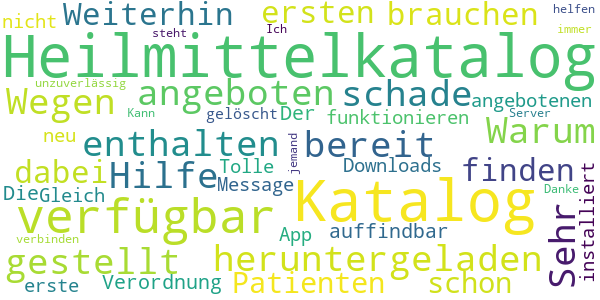 nicht Weiterhin ersten brauchen helfen
steht Ich immer
Heilmittelkatalog
unzuverlässig
Wegen angeboten schade angebotenen
Kann gelöscht Der funktionieren Server
neu enthalten jemand bereit Warum
dabei Hilfe Tolle Downloads finden
Die Gleich Message Danke
verfügbar Katalog Sehr installiert
verbinden App auffindbar
gestellt heruntergeladen
erste Verordnung Patienten schon